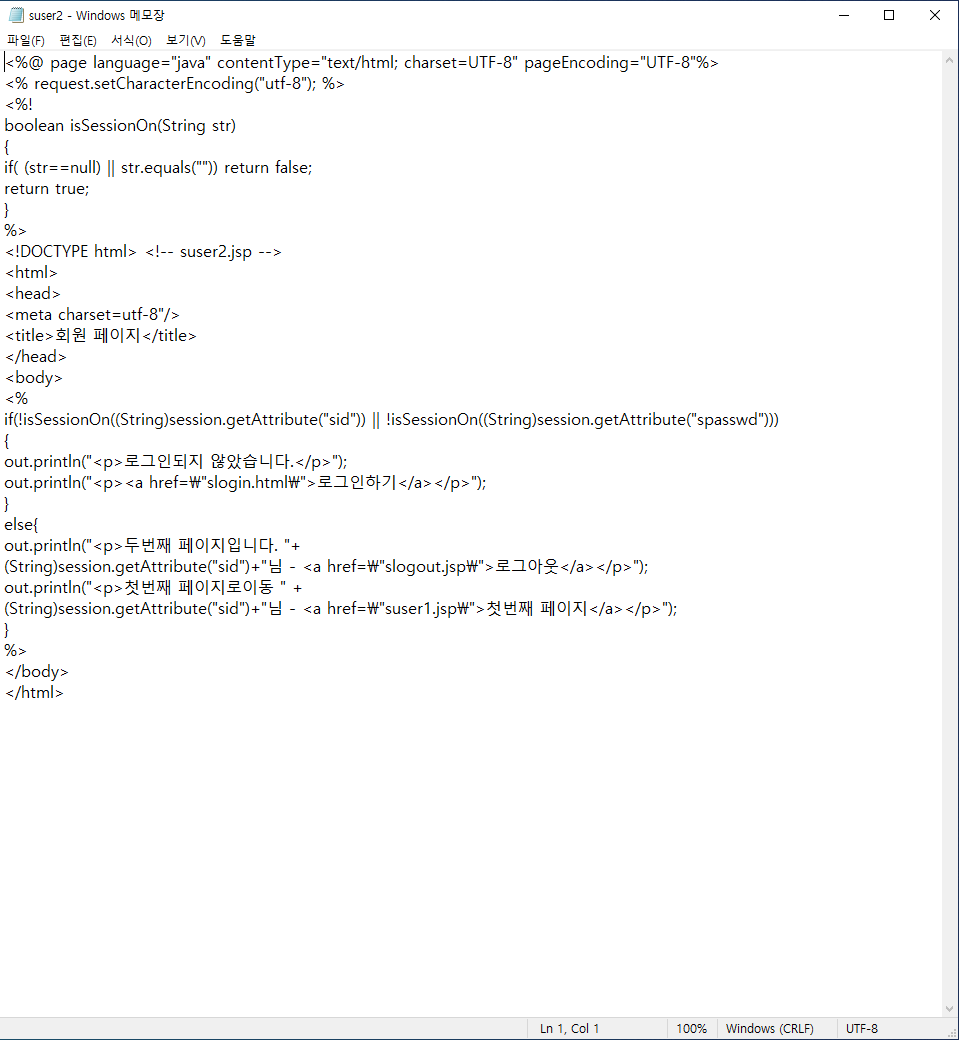 suser2 - Windows 메모장
파일(F) 편집(E) 서식(O) 보기(V) 도움말
<%@ page language="java" contentType="text/html; charset=UTF-8" pageEncoding="UTF-8"%>
<% request.setCharacterEncoding("utf-8"); %>
<%!
boolean isSessionOn(String str)
{
if( (str==null) || str.equals("")) return false;
return true;
}
%>
<!DOCTYPE html> <!-- suser2.jsp -->
<html>
<head>
<meta charset=utf-8"/>
<title>회원 페이지</title>
</head>
<body>
<%
if(!isSessionOn((String)session.getAttribute("sid")) || !isSessionOn((String)session.getAttribute("spasswd")))
{
out.println("<p>로그인되지 않았습니다.</p>");
out.println("<p><a href=₩"slogin.html₩">로그인하기</a></p>");
}
else{
out.println("<p>두번째 페이지입니다. "+
(String)session.getAttribute("sid")+"님 - <a href=₩"slogout.jsp₩">로그아웃</a></p>");
out.println("<p>첫번째 페이지로이동 " +
(String)session.getAttribute("sid")+"님 - <a href=₩"suser1.jsp₩">첫번째 페이지</a></p>");
}
%>
</body>
</html>
Ln 1, Col 1 100% Windows (CRLF) UTF-8